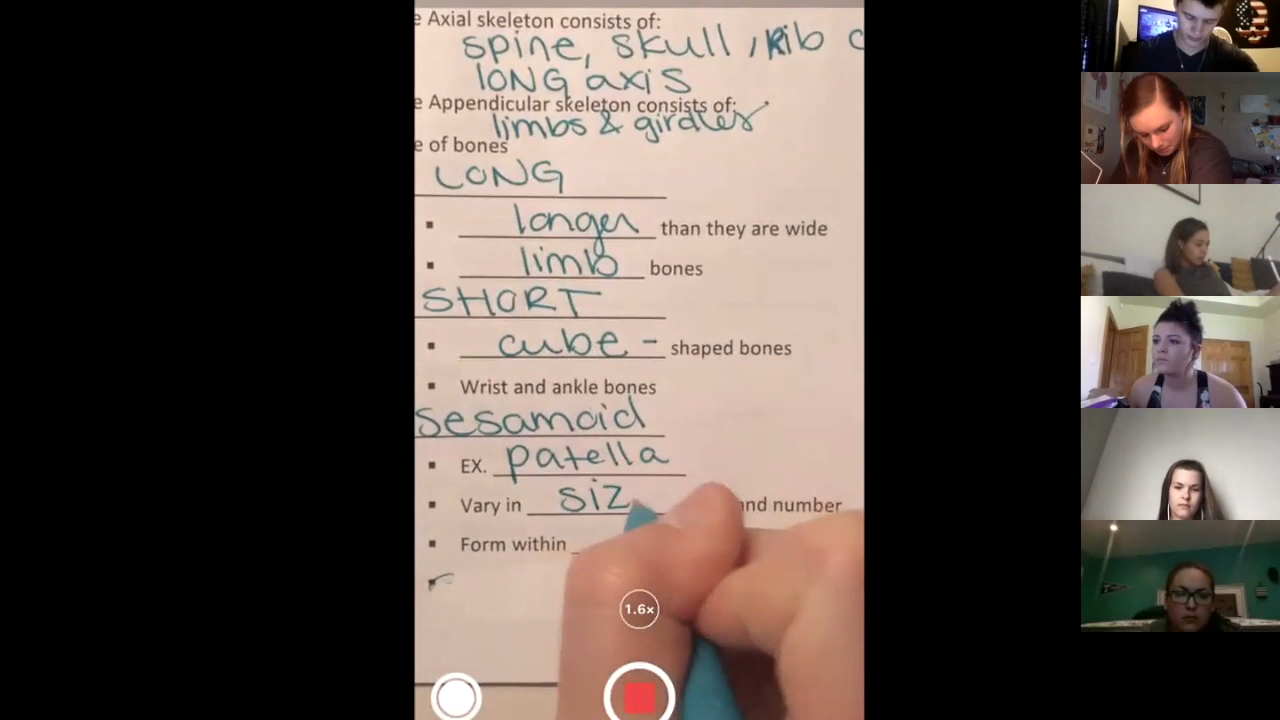 e Axial skeleton consists of:
spine, skull, Rib c
LONG axis
e Appendicular skeleton consists of:
limbs & girdles
e of bones
LONG
longer than they are wide
limb bones
SHORT
cube - shaped bones
Wrist and ankle bones
sesamoid
EX. patella
Vary in siz and number
Form within
1.6x